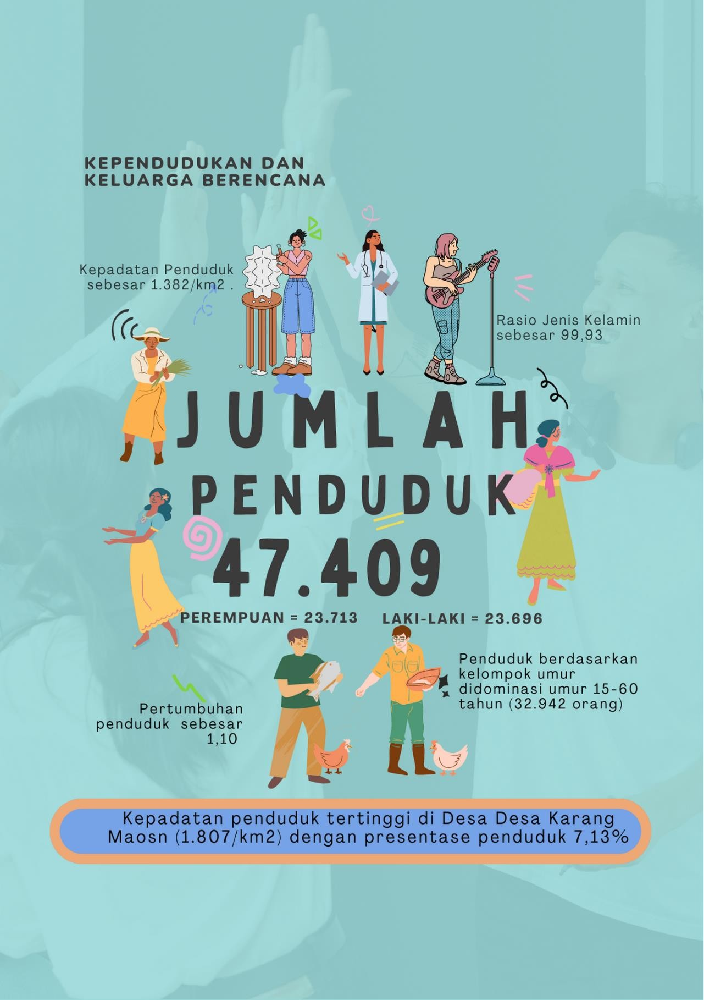 KEPENDUDUKAN DAN
KELUARGA BERENCANA
Kepadatan Penduduk
sebesar 1.382/km2 .
Rasio Jenis Kelamin
sebesar 99,93
JUMLAH
PENDUDUK
47.409
PEREMPUAN = 23.713
LAKI-LAKI = 23.696
Penduduk berdasarkan
kelompok umur
didominasi umur 15-60
tahun (32.942 orang)
Pertumbuhan
penduduk sebesar
1,10
Kepadatan penduduk tertinggi di Desa Desa Karang
Maosn (1.807/km2) dengan presentase penduduk 7,13%